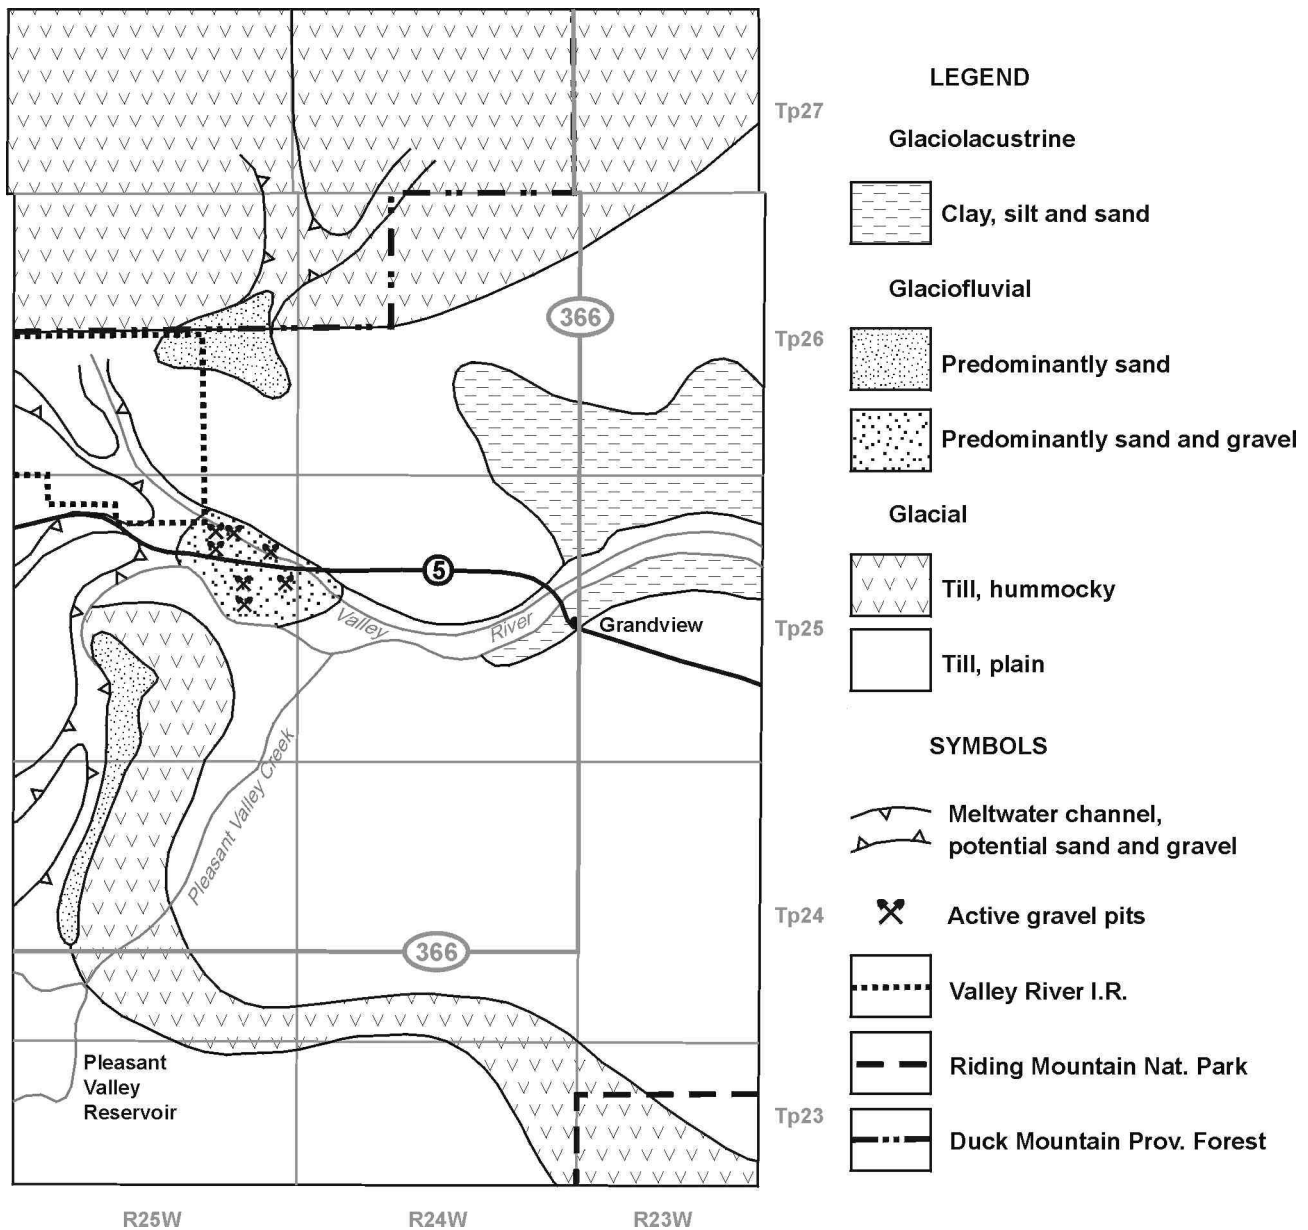 Tp27
366
Tp26
5
Valley
River
Grandview
Tp25
Pleasant Valley Creek
Tp24
366
Pleasant
Valley
Reservoir
Tp23
R25W
R24W
R23W
LEGEND
Glaciolacustrine
Clay, silt and sand
Glaciofluvial
Predominantly sand
Predominantly sand and gravel
Glacial
Till, hummocky
Till, plain
SYMBOLS
Meltwater channel,
potential sand and gravel
Active gravel pits
Valley River I.R.
Riding Mountain Nat. Park
Duck Mountain Prov. Forest